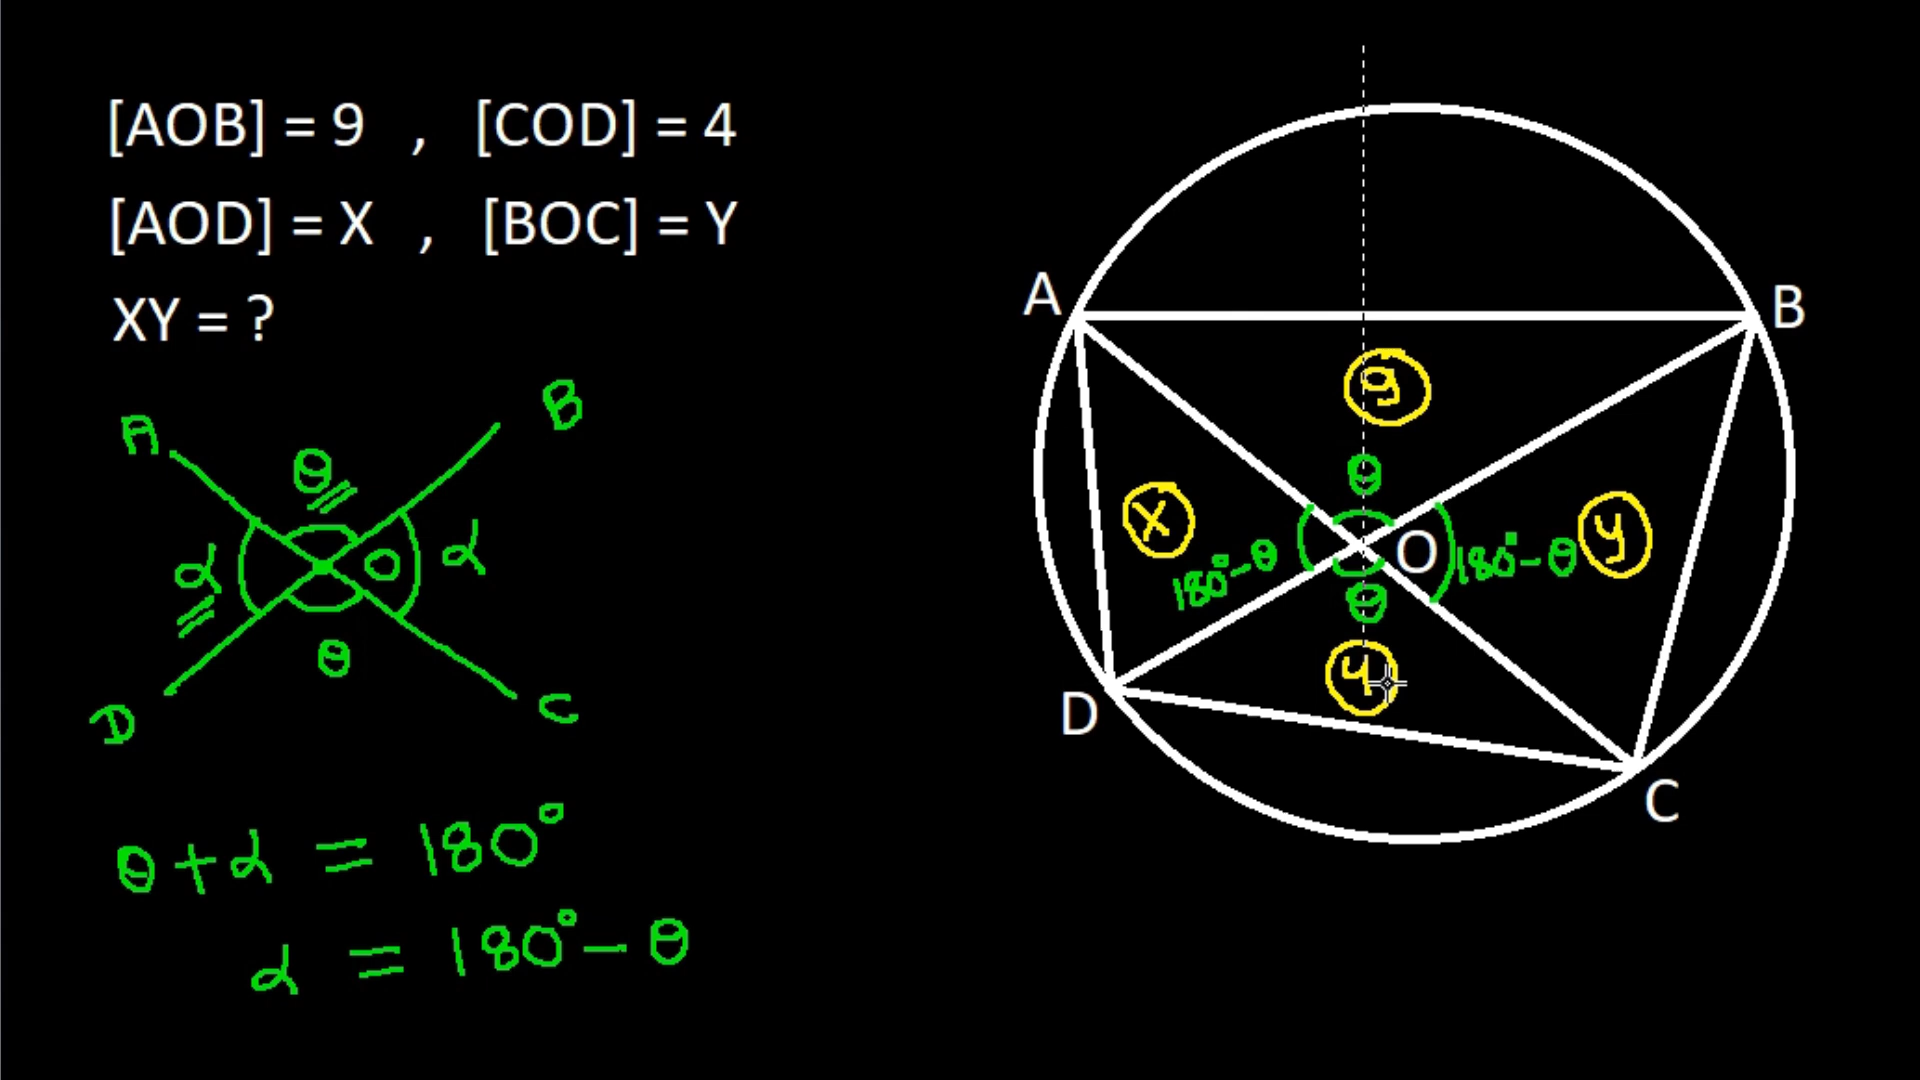 [AOB] = 9 , [COD] = 4
[AOD] = X , [BOC] = Y
XY = ?
A
B
θ
α
O
α
θ
D
C
θ + α = 180°
α = 180° - θ
A
B
9
θ
x
y
O
180° - θ
180° - θ
θ
4
D
C